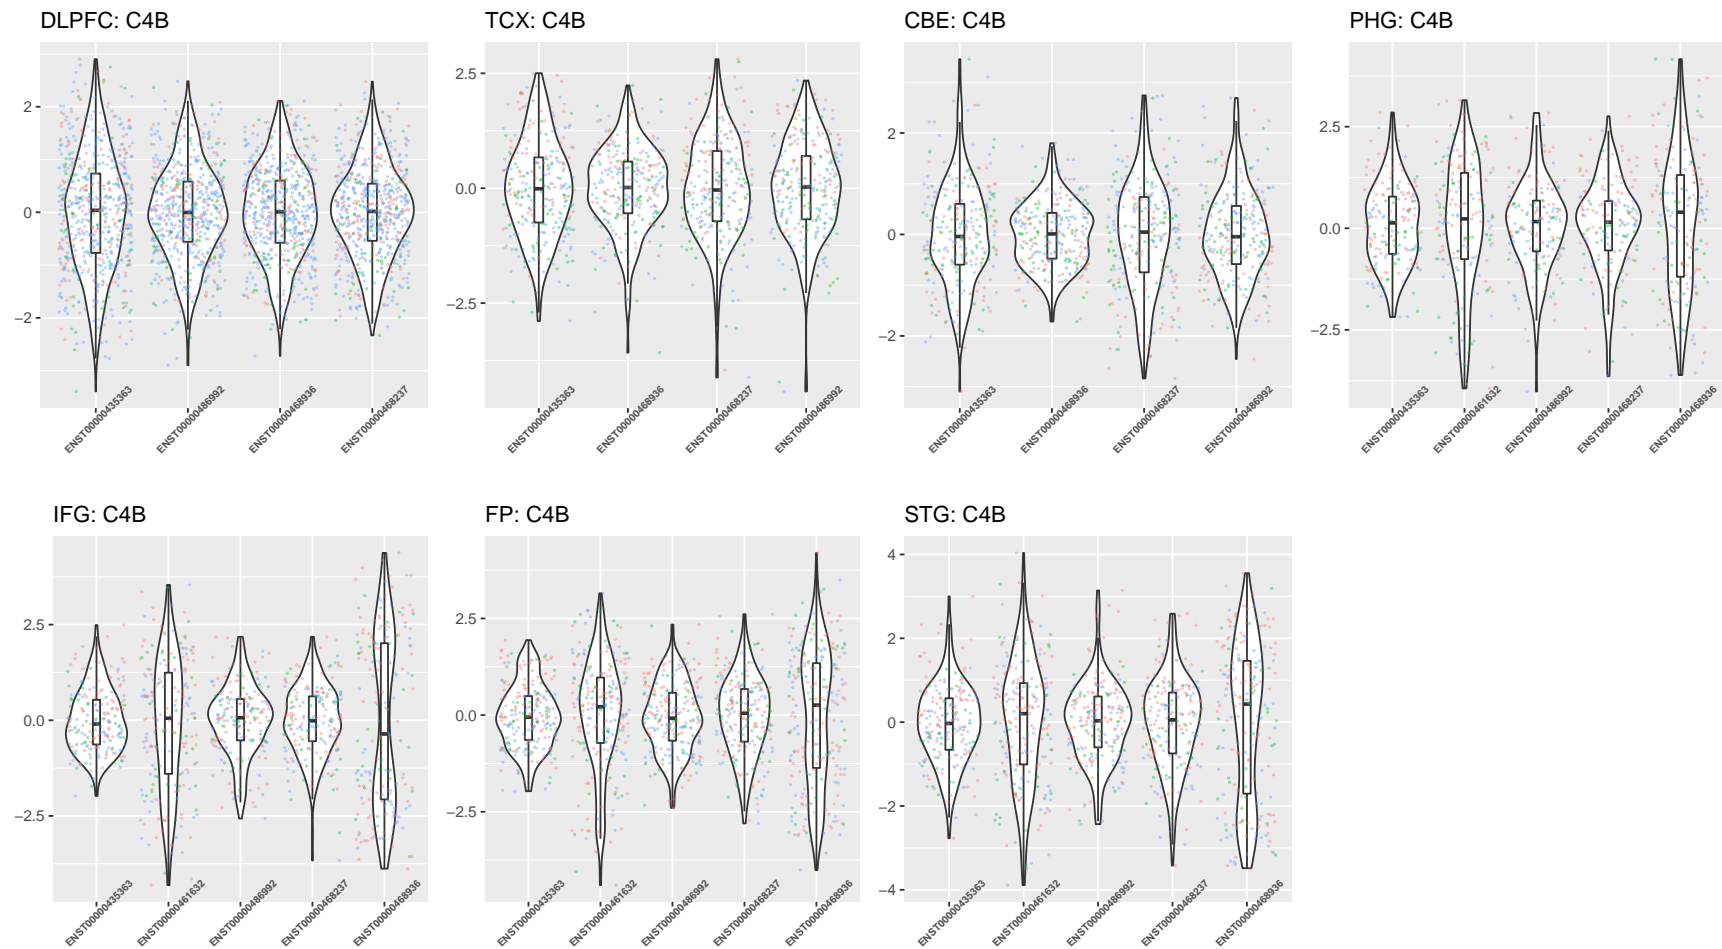 DLPFC: C4B
TCX: C4B
CBE: C4B
PHG: C4B
2
0
−2
ENST00000435363
ENST00000486992
ENST00000468936
ENST00000468237
2.5
0.0
−2.5
ENST00000435363
ENST00000468936
ENST00000468237
ENST00000486992
2
0
−2
ENST00000435363
ENST00000468936
ENST00000468237
ENST00000486992
2.5
0.0
−2.5
ENST00000435363
ENST00000461632
ENST00000486992
ENST00000468237
ENST00000468936
IFG: C4B
FP: C4B
STG: C4B
2.5
0.0
−2.5
ENST00000435363
ENST00000461632
ENST00000486992
ENST00000468237
ENST00000468936
2.5
0.0
−2.5
ENST00000435363
ENST00000461632
ENST00000486992
ENST00000468237
ENST00000468936
4
2
0
−2
−4
ENST00000435363
ENST00000461632
ENST00000486992
ENST00000468237
ENST00000468936